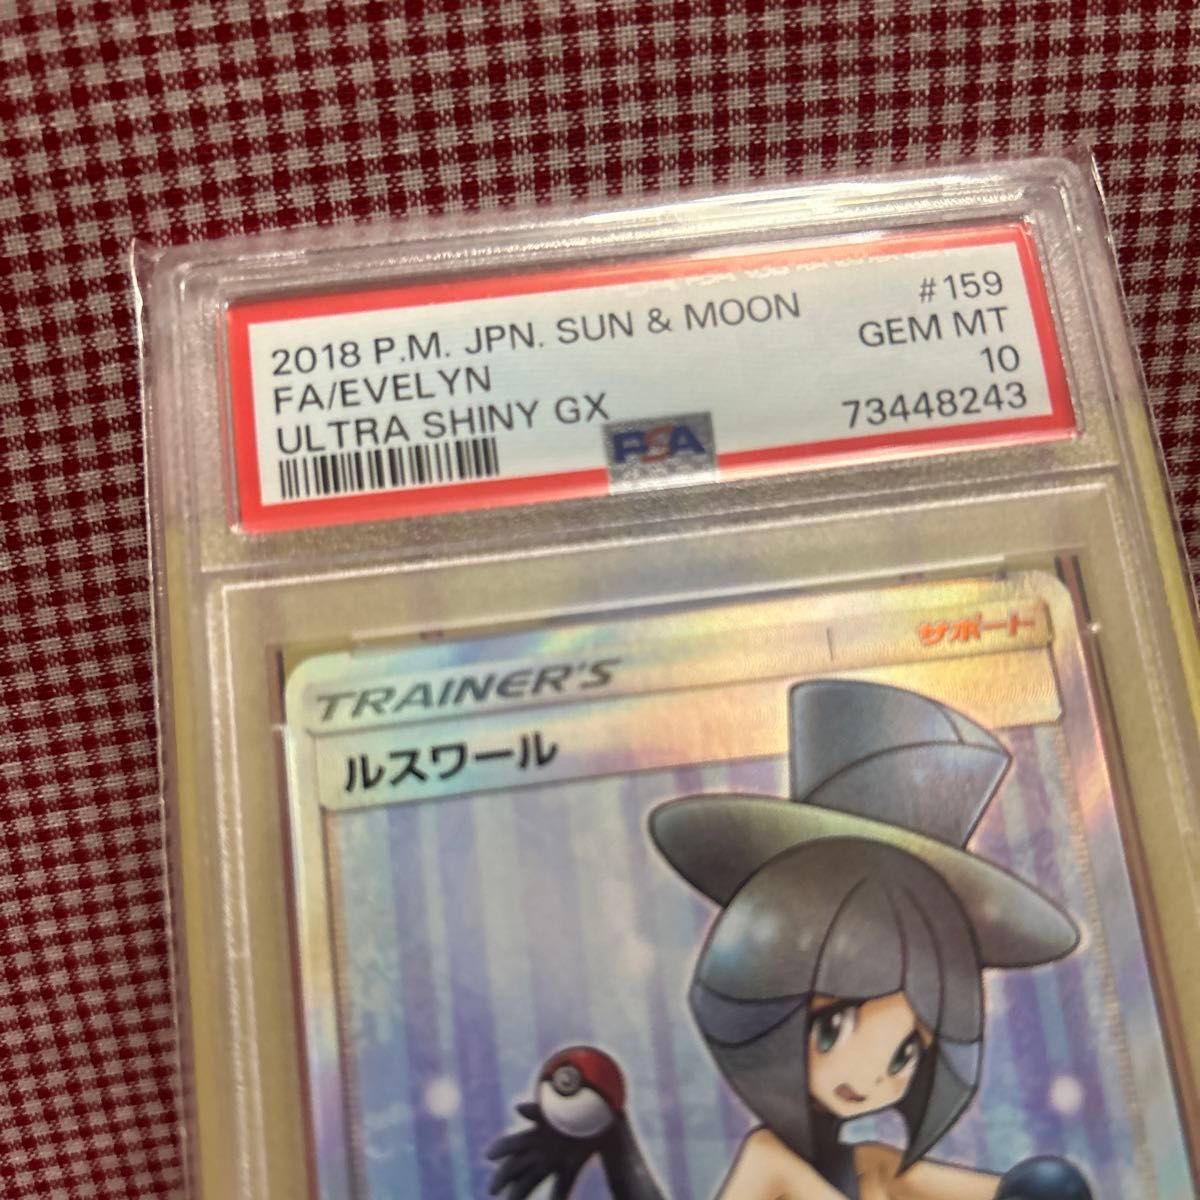 2018 P.M. JPN. SUN & MOON #159
FA/EVELYN GEM MT
ULTRA SHINY GX 10
PSA 73448243
サポート
TRAINER'S
ルスワール